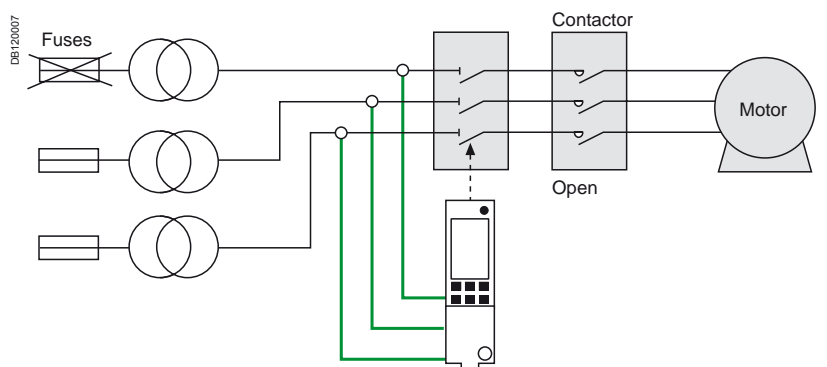 DB120007
Fuses
Contactor
Motor
Open